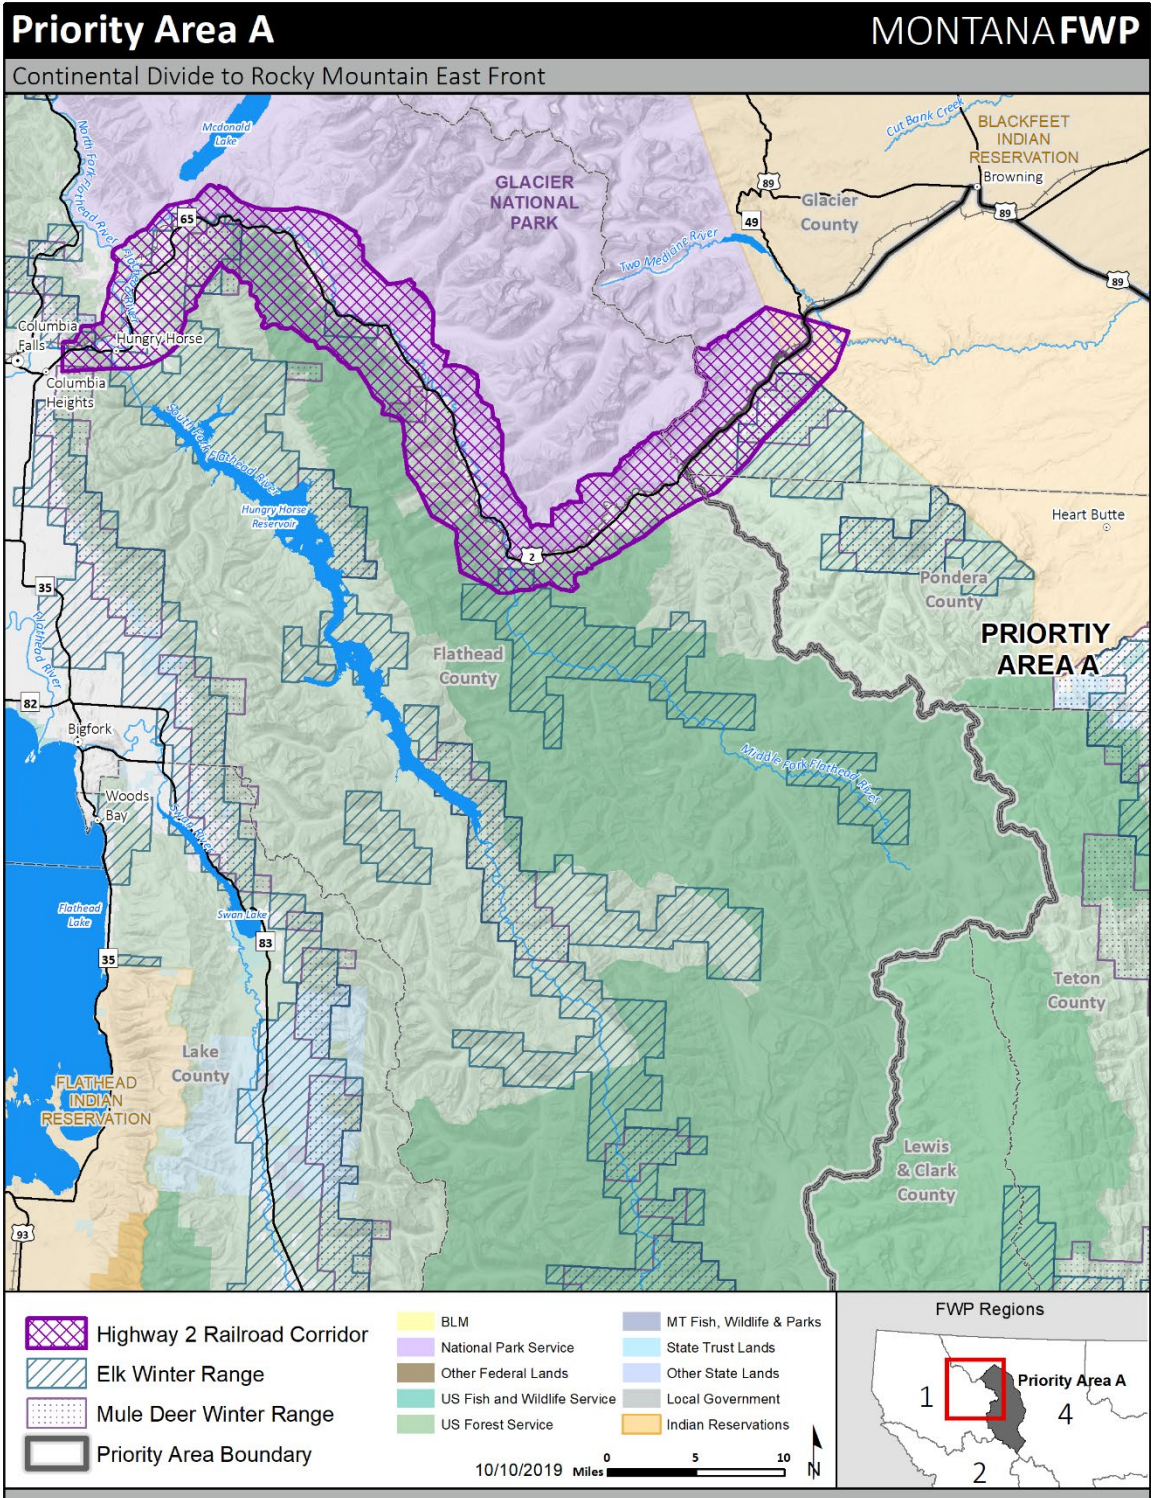 Priority Area A
MONTANAFWP
Continental Divide to Rocky Mountain East Front
Mcdonald
Lake
North Fork Flathead River
Cut Bank Creek
BLACKFEET
INDIAN
RESERVATION
Browning
GLACIER
NATIONAL
PARK
89
Glacier
County
49
89
65
Two Medicine River
89
Flathead River
Columbia
Falls
Hungry Horse
Columbia
Heights
South Fork Flathead River
Hungry Horse
Reservoir
Heart Butte
2
35
Pondera
County
Flathead River
PRIORTIY
AREA A
Flathead
County
82
Bigfork
Middle Fork Flathead River
Woods
Bay
Swan River
Flathead
Lake
Swan Lake
83
35
Teton
County
Lake
County
FLATHEAD
INDIAN
RESERVATION
Lewis
& Clark
County
93
Highway 2 Railroad Corridor
Elk Winter Range
Mule Deer Winter Range
Priority Area Boundary
BLM
National Park Service
Other Federal Lands
US Fish and Wildlife Service
US Forest Service
MT Fish, Wildlife & Parks
State Trust Lands
Other State Lands
Local Government
Indian Reservations
10/10/2019
Miles
0
5
10
N
FWP Regions
Priority Area A
1
4
2